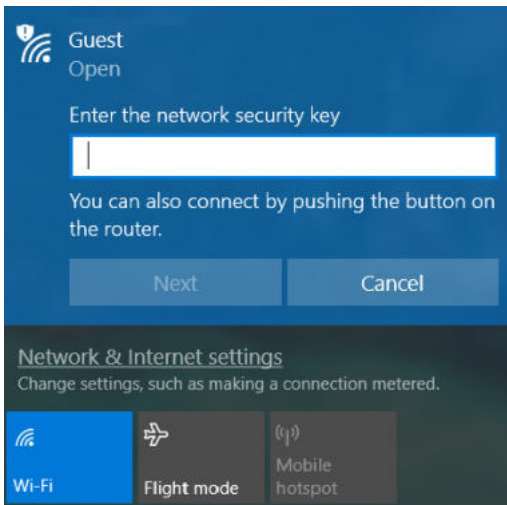 Guest
Open
Enter the network security key
You can also connect by pushing the button on
the router.
Next
Cancel
Network & Internet settings
Change settings, such as making a connection metered.
Wi-Fi
Flight mode
Mobile
hotspot